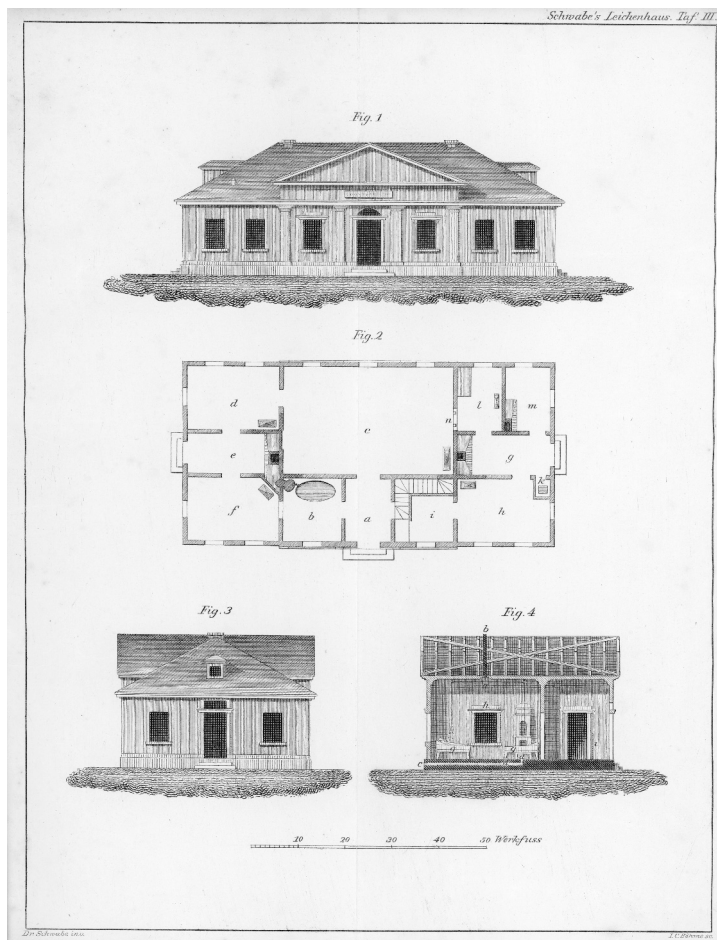 Schwabe's Leichenhaus. Taf. III.
Fig. 1
Fig. 2
d
c
n
l
m
e
g
k
f
b
a
i
h
Fig. 3
Fig. 4
b
h
g
g
i
c
10 20 30 40 50 Werkfuss
Dr. Schwabe inv.